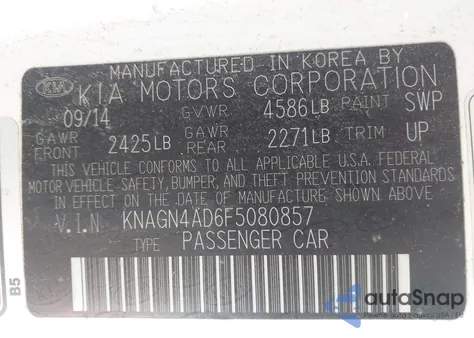 MANUFACTURED IN KOREA BY
KIA KIA MOTORS CORPORATION
09/14 GVWR 4586LB PAINT SWP
GAWR FRONT 2425LB GAWR REAR 2271LB TRIM UP
THIS VEHICLE CONFORMS TO ALL APPLICABLE U.S.A. FEDERAL
MOTOR VEHICLE SAFETY, BUMPER, AND THEFT PREVENTION
STANDARDS IN EFFECT ON THE DATE OF MANUFACTURE SHOWN ABOVE.
V.I.N KNAGN4AD6F5080857
TYPE PASSENGER CAR
B5
autoSnap